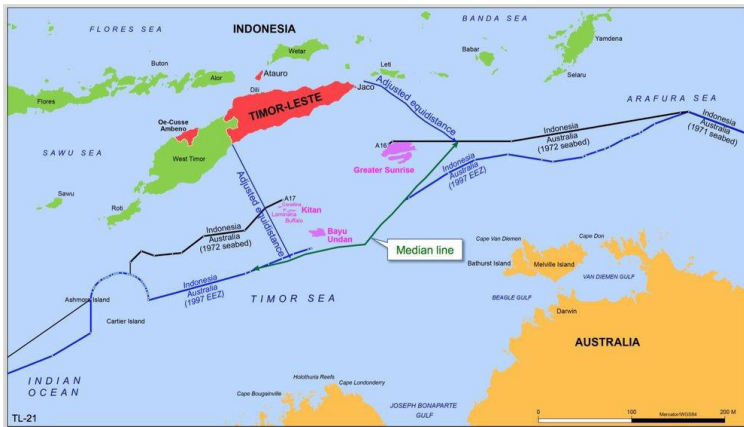 FLORES SEA
INDONESIA
BANDA SEA
Wetar
Yamdena
Buton
Alor
Atauro
Leti
Babar
Selaru
Flores
Dili
Jaco
TIMOR-LESTE
Adjusted equidistance
ARAFURA SEA
Oe-Cusse
Ambeno
A16
Greater Sunrise
Indonesia
Australia
(1972 seabed)
Indonesia
Australia
(1971 seabed)
SAWU SEA
West Timor
Indonesia
Australia
(1997 EEZ)
Sawu
Roti
A17
Corallina
Laminaria
Buffalo
Kitan
Bayu
Undan
Adjusted equidistance
Indonesia
Australia
(1972 seabed)
Median line
Cape Van Diemen
Cape Don
Bathurst Island
Melville Island
VAN DIEMEN GULF
Indonesia
Australia
(1997 EEZ)
TIMOR SEA
BEAGLE GULF
Ashmore Island
Cartier Island
Darwin
AUSTRALIA
INDIAN
OCEAN
Holothuria Reefs
Cape Londonderry
Cape Bougainville
JOSEPH BONAPARTE
GULF
TL-21
Mercator/WGS84
0
100
200 M